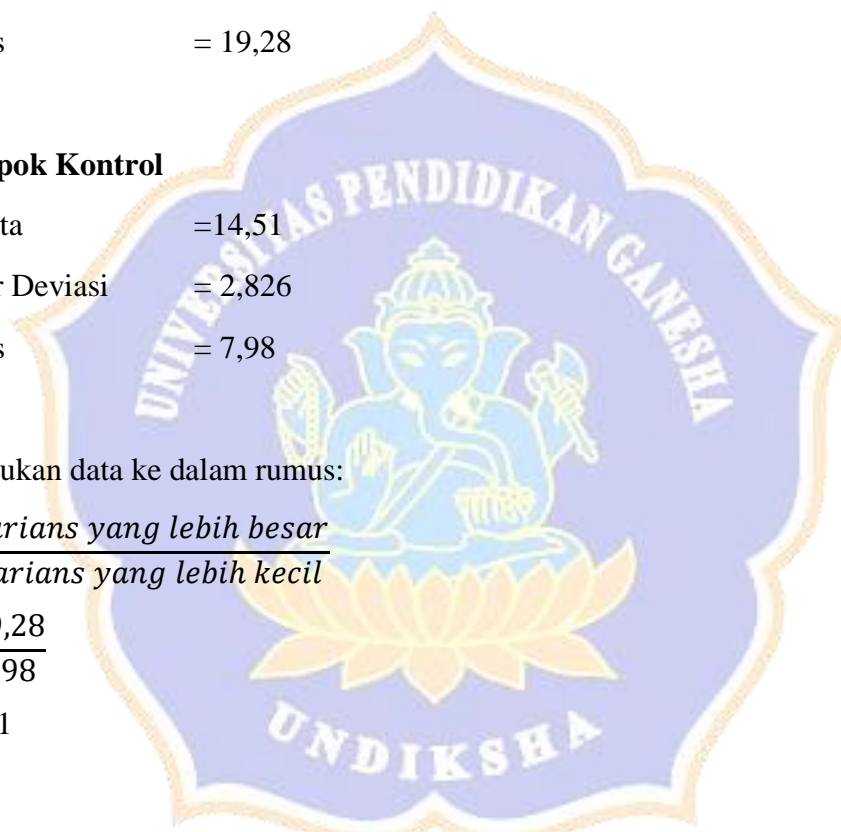 s = 19,28
pok Kontrol
ta =14,51
r Deviasi = 2,826
s = 7,98
ukan data ke dalam rumus:
arians yang lebih besar
arians yang lebih kecil
9,28
98
1
UNIVERSITAS PENDIDIKAN GANESHA
UNDIKSHA